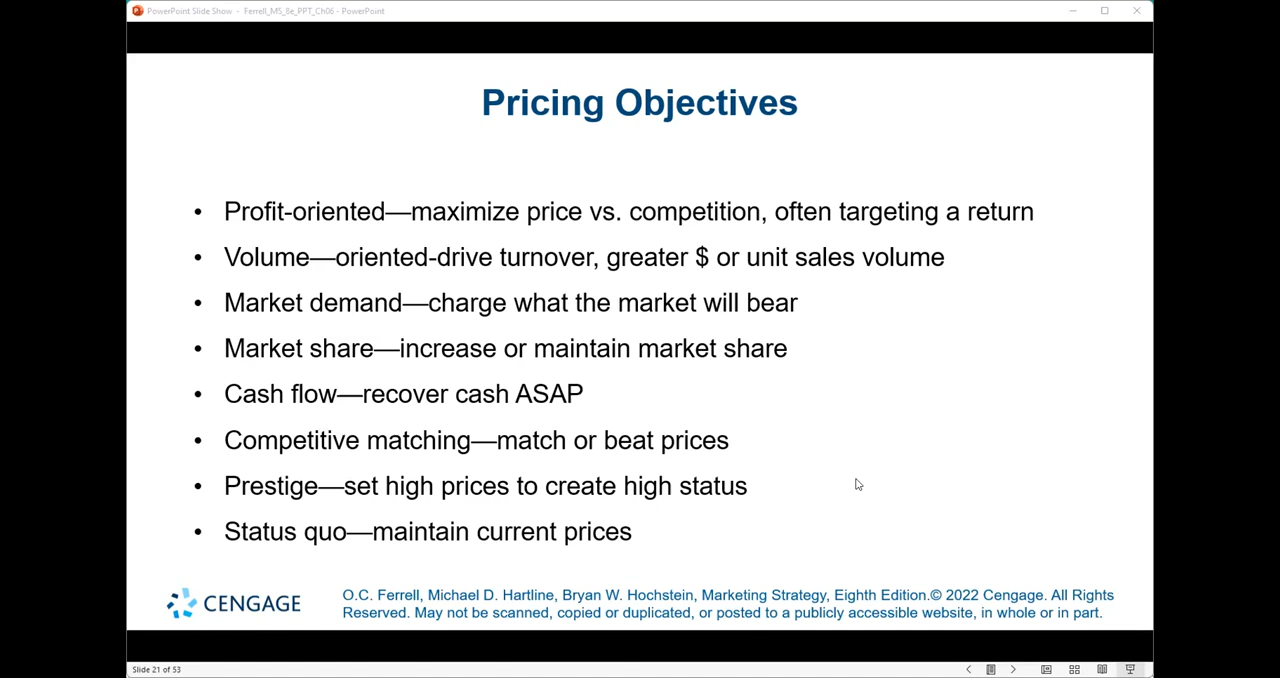 PowerPoint Slide Show - Ferrell_MS_8e_PPT_Ch06 - PowerPoint
Pricing Objectives
• Profit-oriented—maximize price vs. competition, often targeting a return
• Volume—oriented-drive turnover, greater $ or unit sales volume
• Market demand—charge what the market will bear
• Market share—increase or maintain market share
• Cash flow—recover cash ASAP
• Competitive matching—match or beat prices
• Prestige—set high prices to create high status
• Status quo—maintain current prices
CENGAGE
O.C. Ferrell, Michael D. Hartline, Bryan W. Hochstein, Marketing Strategy, Eighth Edition.© 2022 Cengage. All Rights
Reserved. May not be scanned, copied or duplicated, or posted to a publicly accessible website, in whole or in part.
Slide 21 of 53